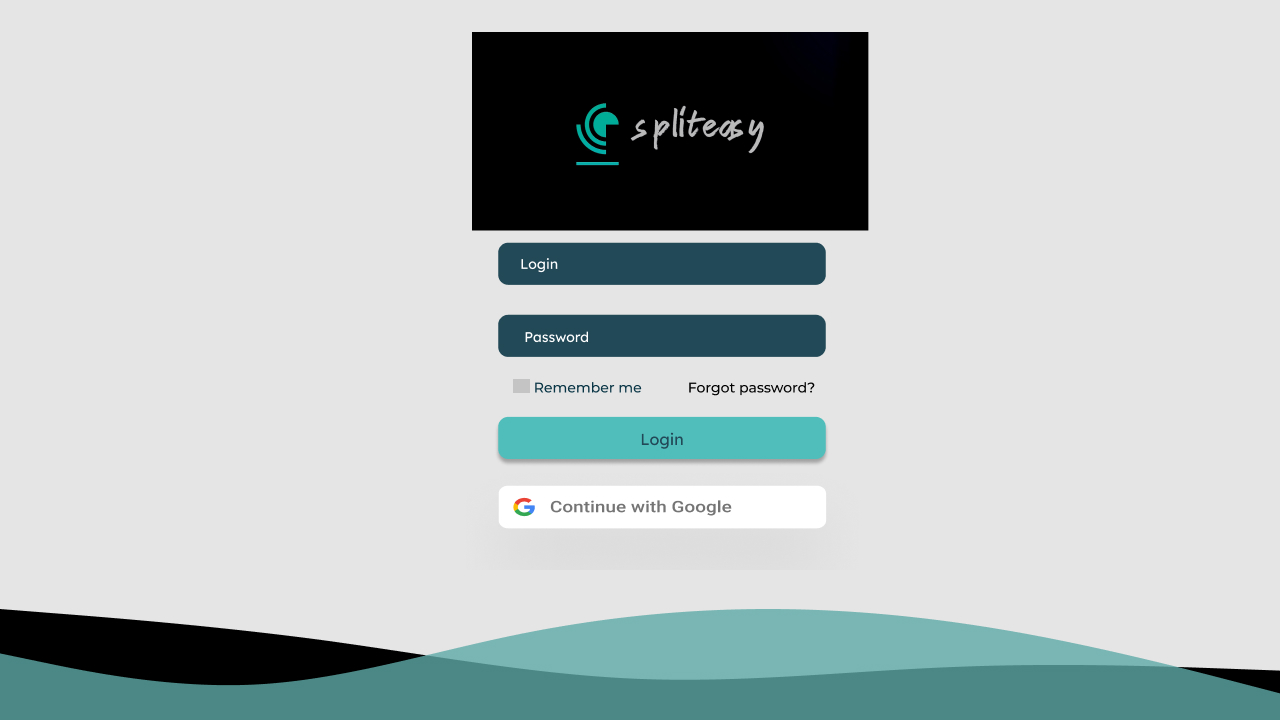 spliteasy
Login
Password
Remember me Forgot password?
Login
Continue with Google